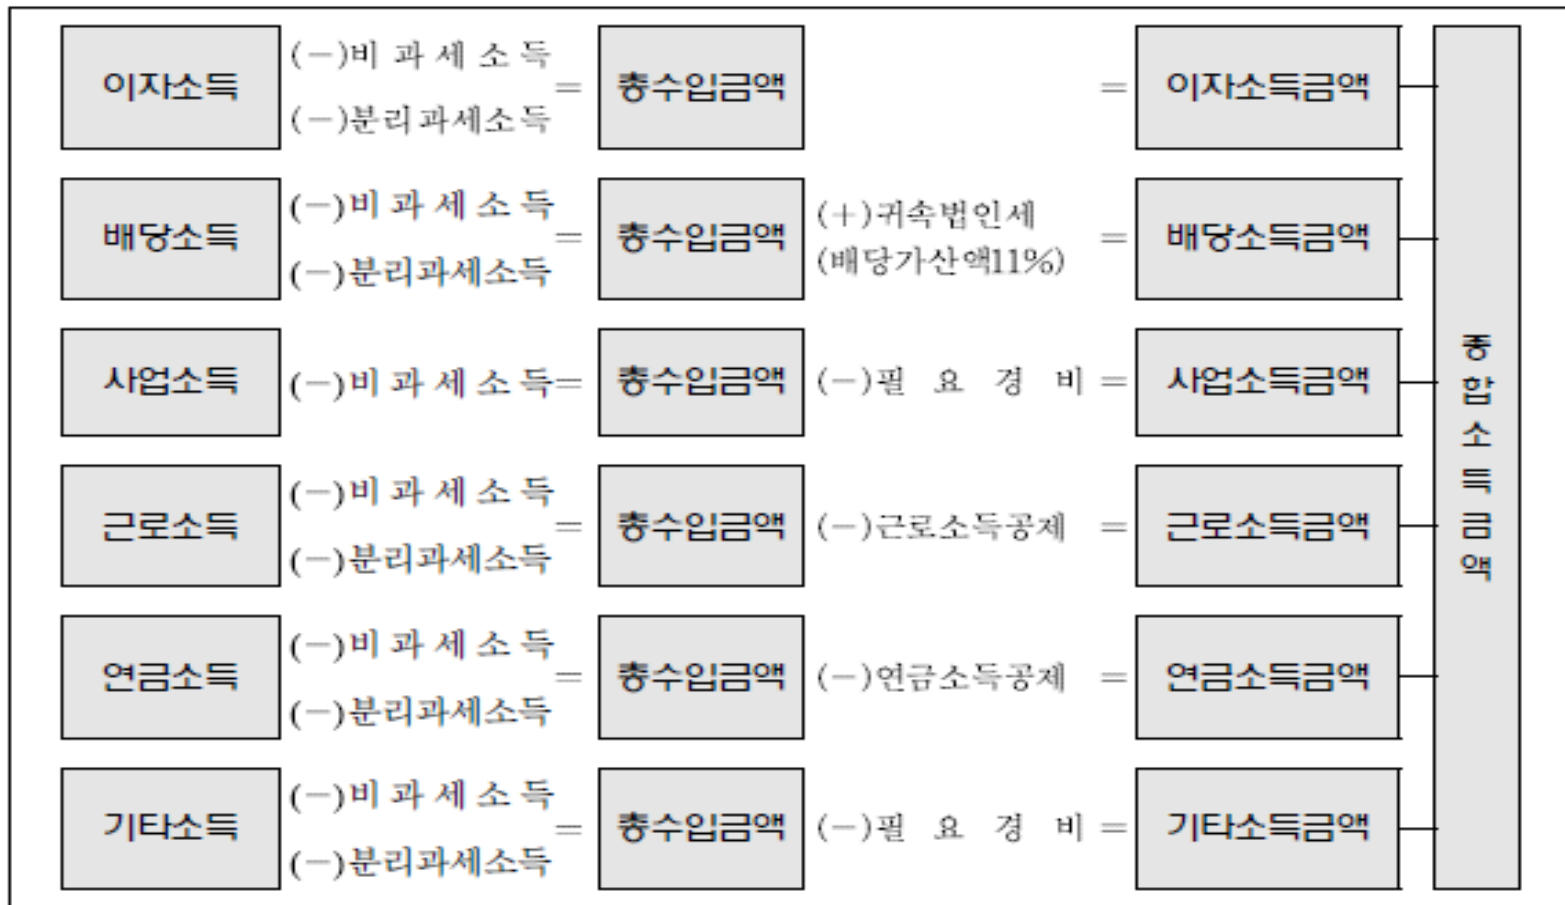 이자소득 (-)비 과 세 소 득 = 총수입금액 = 이자소득금액
(-)분리과세소득
배당소득 (-)비 과 세 소 득 = 총수입금액 (+)귀속법인세 = 배당소득금액
(-)분리과세소득 (배당가산액11%)
사업소득 (-)비 과 세 소 득= 총수입금액 (-)필 요 경 비 = 사업소득금액
근로소득 (-)비 과 세 소 득 = 총수입금액 (-)근로소득공제 = 근로소득금액
(-)분리과세소득
연금소득 (-)비 과 세 소 득 = 총수입금액 (-)연금소득공제 = 연금소득금액
(-)분리과세소득
기타소득 (-)비 과 세 소 득 = 총수입금액 (-)필 요 경 비 = 기타소득금액
(-)분리과세소득
종합소득금액